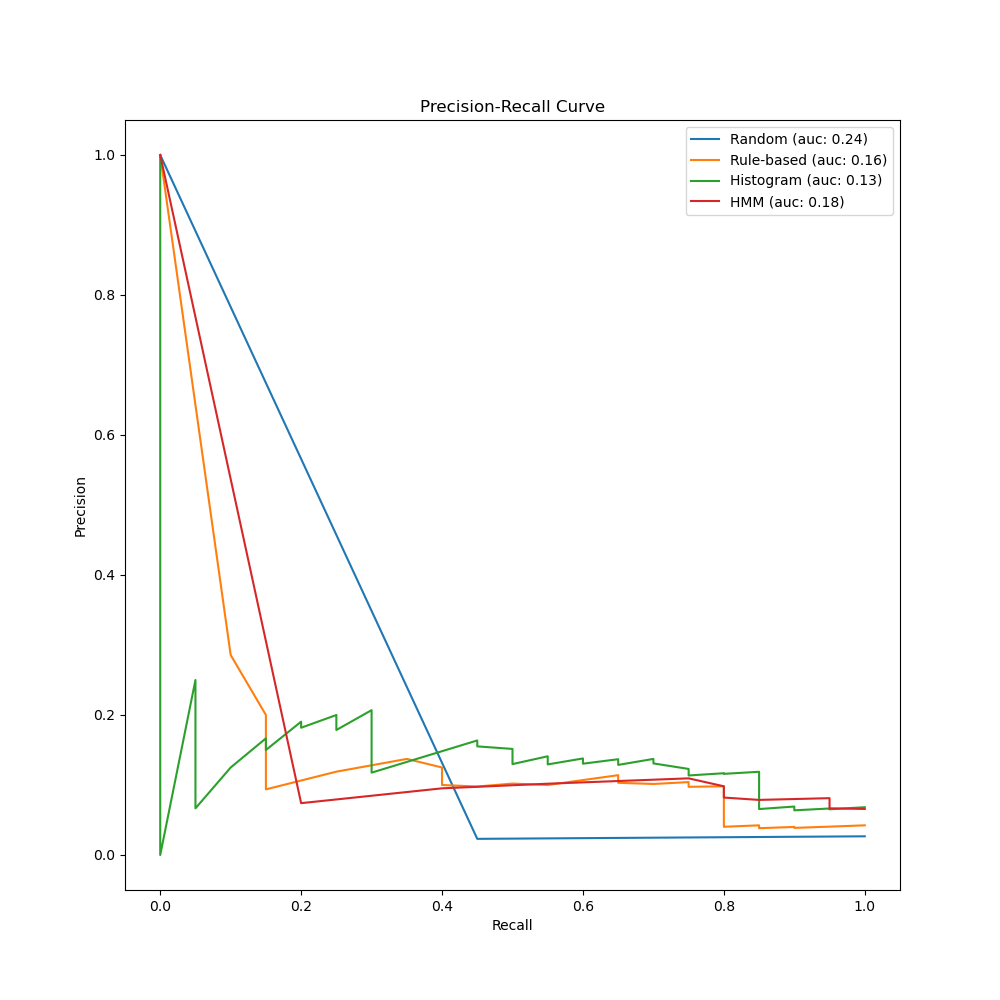 Precision-Recall Curve
Random (auc: 0.24)
Rule-based (auc: 0.16)
Histogram (auc: 0.13)
HMM (auc: 0.18)
1.0
0.8
0.6
0.4
0.2
0.0
Precision
0.0 0.2 0.4 0.6 0.8 1.0
Recall